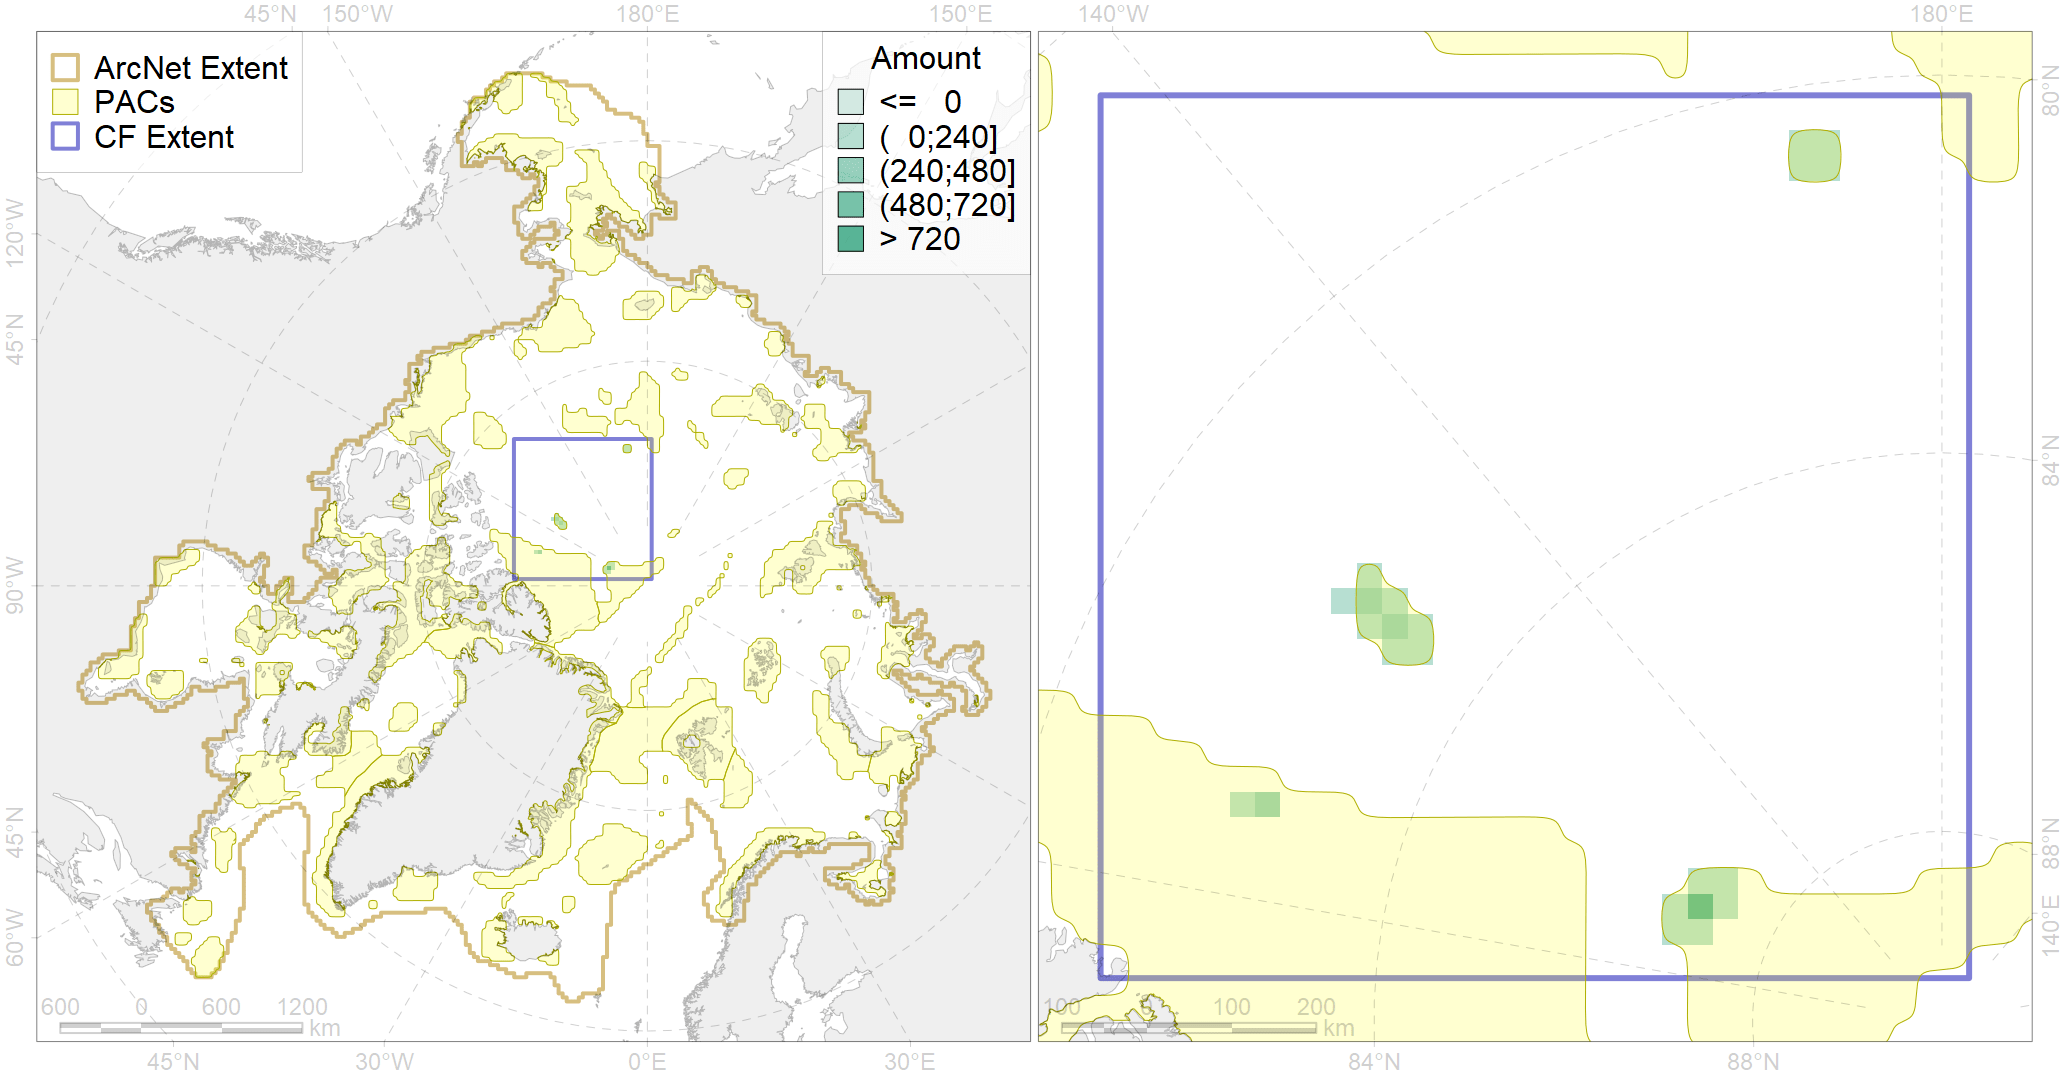 45°N 150°W 180°E 150°E 140°W 180°E
ArcNet Extent
PACs
CF Extent
Amount
<= 0
( 0;240]
(240;480]
(480;720]
> 720
120°W
45°N
90°W
45°N
60°W
80°N
84°N
88°N
140°E
600 0 600 1200
km
100 0 100 200
km
45°N 30°W 0°E 30°E 84°N 88°N